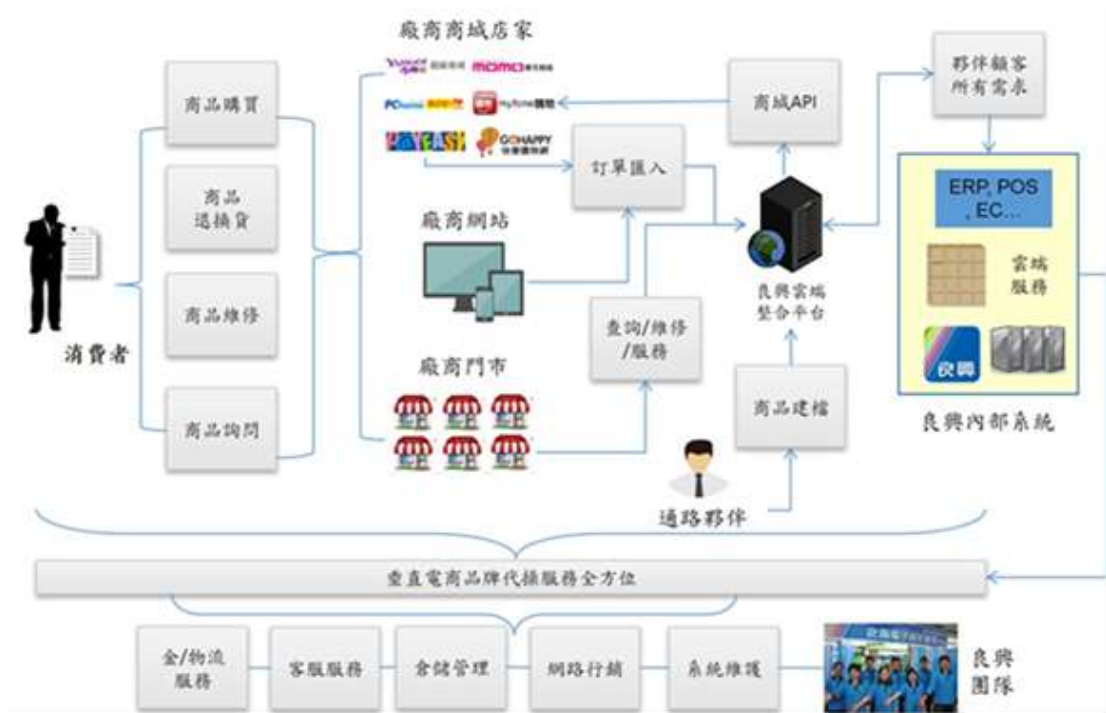 廠商商城店家
YAHOO!
momo
PChome
myfone購物
PAYEASY
GOHAPPY
快樂購物網
商品購買
商品
退換貨
商品維修
商品詢問
消費者
廠商網站
廠商門市
訂單匯入
查詢/維修
/服務
商城API
良興雲端
整合平台
商品建檔
通路夥伴
夥伴顧客
所有需求
ERP, POS
, EC...
雲端
服務
良興
良興內部系統
垂直電商品牌代操服務全方位
金/物流
服務
客服服務
倉儲管理
網路行銷
系統維護
良興
團隊